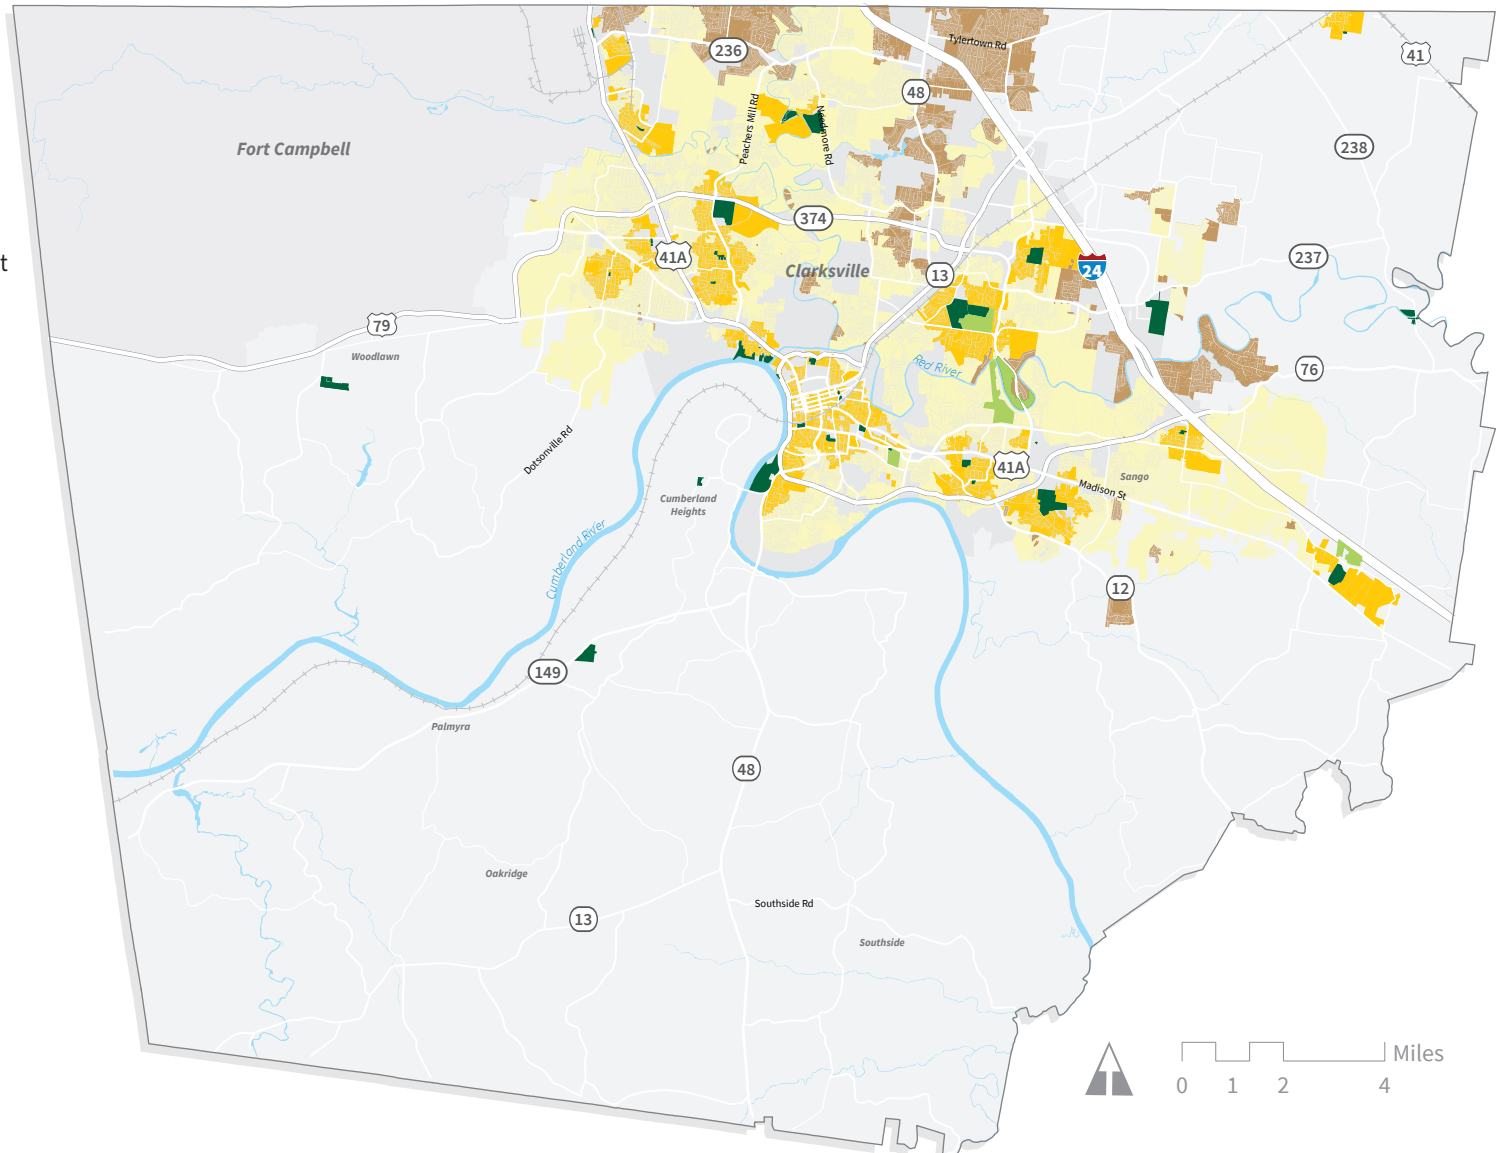 236
Tylertown Rd
41
48
Peachers Mill Rd
Needmore Rd
Fort Campbell
238
374
41A
Clarksville
13
24
237
t
79
Woodlawn
Red River
76
Dotsonville Rd
41A
Sango
Madison St
Cumberland
Heights
Cumberland River
12
149
Palmyra
48
Oakridge
13
Southside Rd
Southside
Miles
0 1 2 4